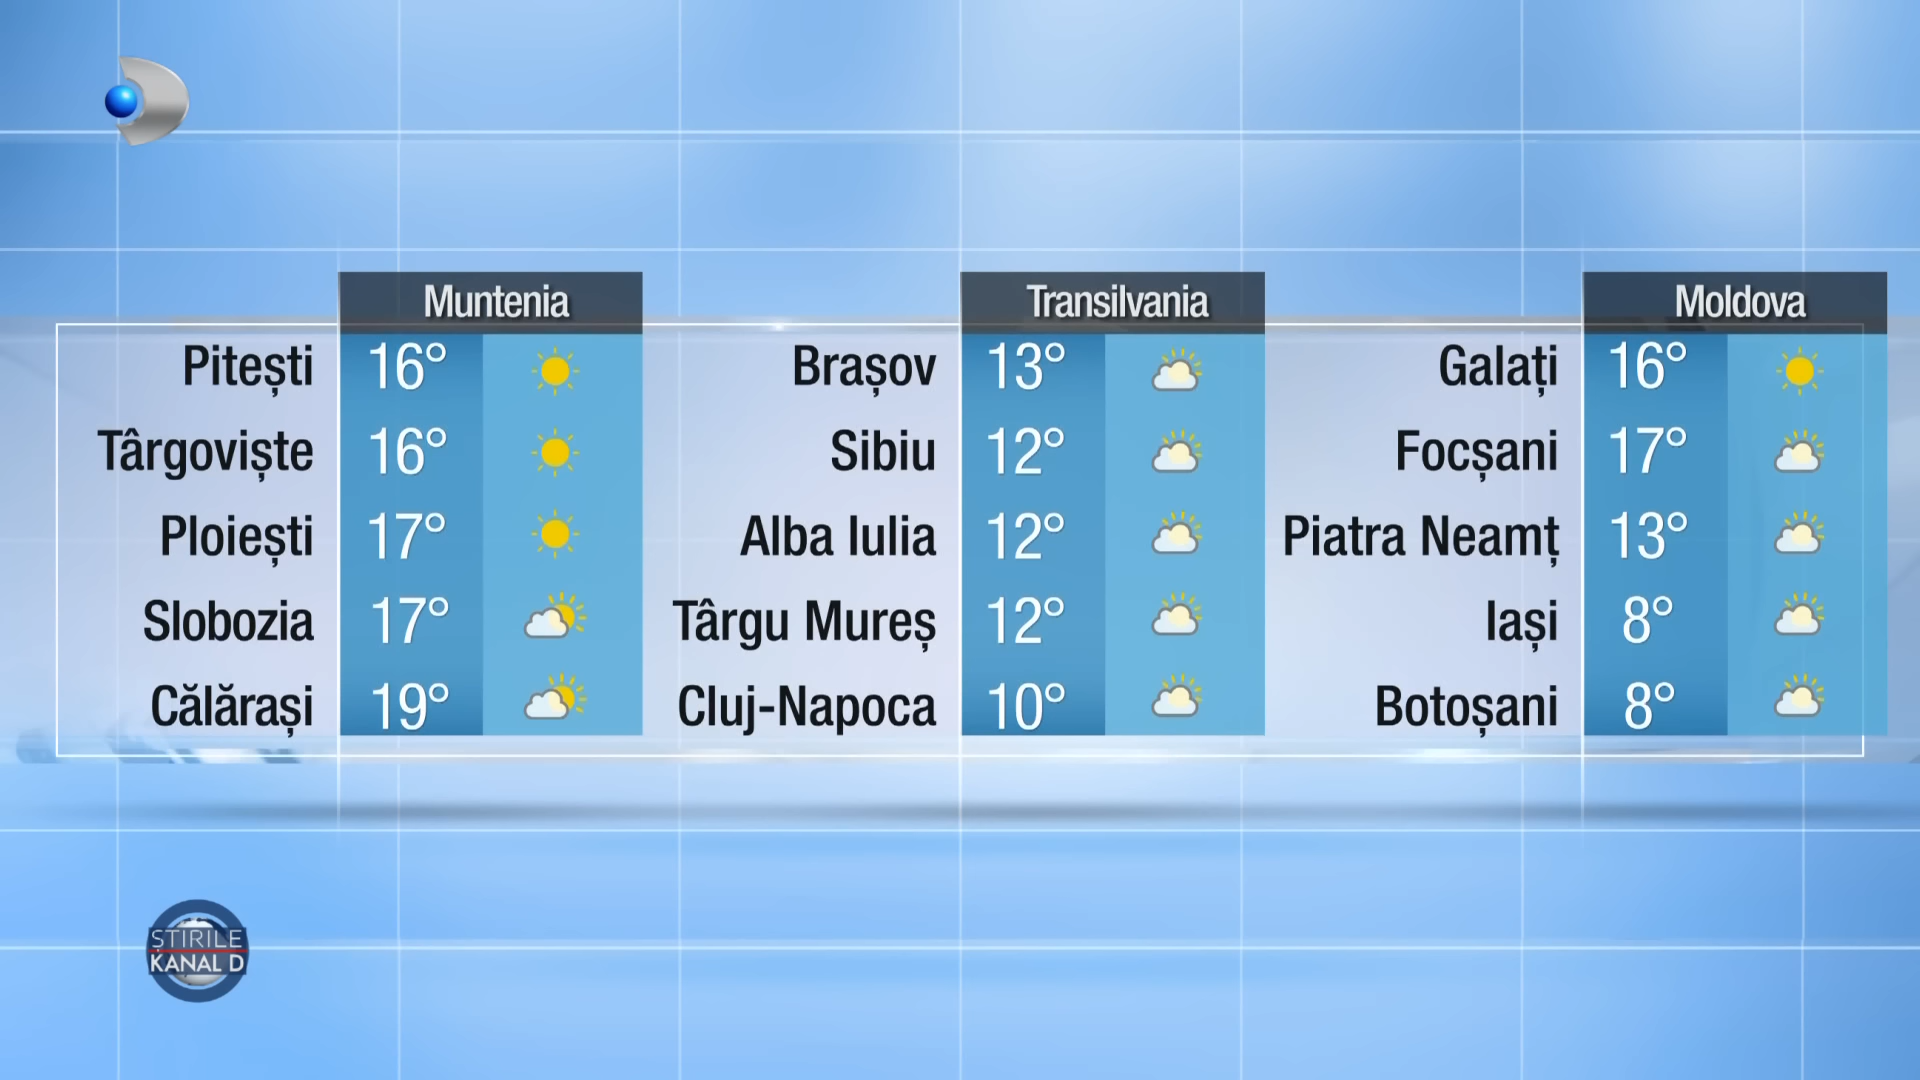 Muntenia
Pitești 16°
Târgoviște 16°
Ploiești 17°
Slobozia 17°
Călărași 19°
Transilvania
Brașov 13°
Sibiu 12°
Alba Iulia 12°
Târgu Mureș 12°
Cluj-Napoca 10°
Moldova
Galați 16°
Focșani 17°
Piatra Neamț 13°
Iași 8°
Botoșani 8°
ȘTIRILE
KANAL D